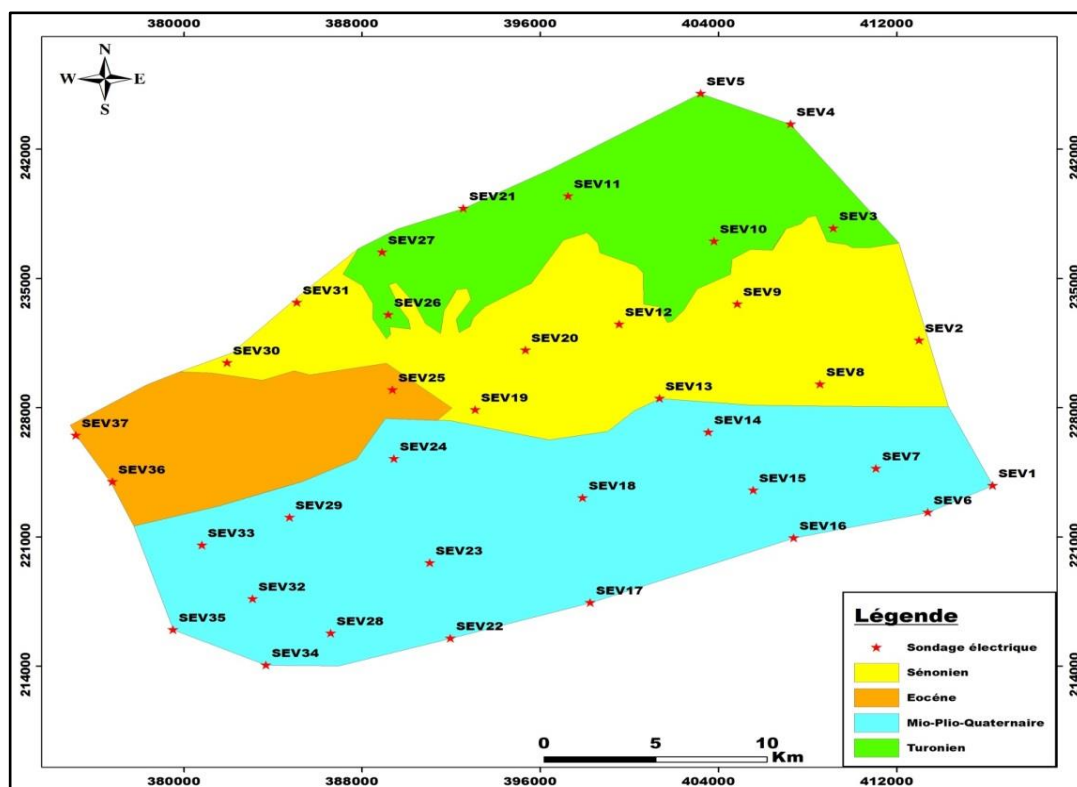 380000 388000 396000 404000 412000
N
W E
S
SEV5
SEV4
242000 242000
SEV11
SEV21
SEV3
SEV10
SEV27
235000 235000
SEV31
SEV9
SEV26
SEV12
SEV2
SEV20
SEV30
SEV8
SEV25
SEV13
SEV19
228000 228000
SEV37
SEV14
SEV24
SEV7
SEV36
SEV1
SEV15
SEV18
SEV6
SEV29
SEV16
221000 221000
SEV33
SEV23
SEV32
SEV17
Légende
SEV35
SEV28
SEV22
Sondage électrique
SEV34
214000 214000
Sénonien
Eocéne
Mio-Plio-Quaternaire
Turonien
0 5 10
Km
380000 388000 396000 404000 412000